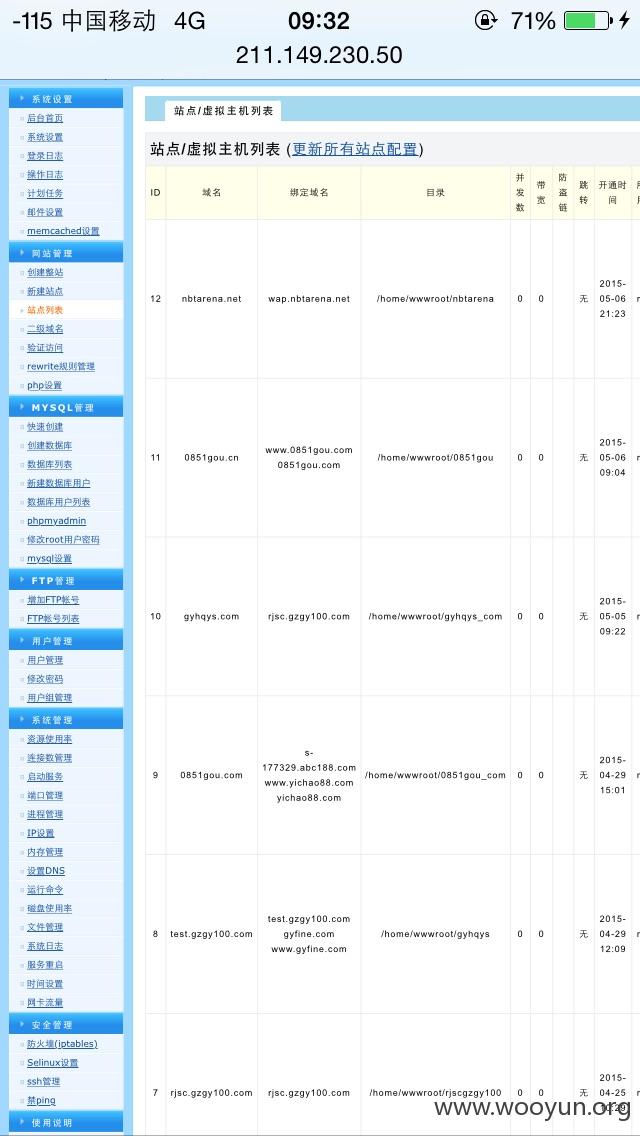 -115 中国移动 4G 09:32 71%
211.149.230.50
系统设置
后台首页
系统设置
登录日志
操作日志
计划任务
邮件设置
memcached设置
网站管理
创建整站
新建站点
站点列表
二级域名
验证访问
rewrite规则管理
php设置
MYSQL管理
快速创建
创建数据库
数据库列表
新建数据库用户
数据库用户列表
phpmyadmin
修改root用户密码
mysql设置
FTP管理
增加FTP帐号
FTP帐号列表
用户管理
用户管理
修改密码
用户组管理
系统管理
资源使用率
连接数管理
启动服务
端口管理
进程管理
IP设置
内存管理
设置DNS
运行命令
磁盘使用率
文件管理
系统日志
服务重启
时间设置
网卡流量
安全管理
防火墙(iptables)
Selinux设置
ssh管理
禁ping
使用说明
站点/虚拟主机列表
站点/虚拟主机列表 (更新所有站点配置)
ID 域名 绑定域名 目录 并发数 带宽 防盗链 跳转 开通时间
12 nbtarena.net wap.nbtarena.net /home/wwwroot/nbtarena 0 0 无 2015-05-06 21:23
11 0851gou.cn www.0851gou.com 0851gou.com /home/wwwroot/0851gou 0 0 无 2015-05-06 09:04
10 gyhqys.com rjsc.gzgy100.com /home/wwwroot/gyhqys_com 0 0 无 2015-05-05 09:22
9 0851gou.com s-177329.abc188.com www.yichao88.com yichao88.com /home/wwwroot/0851gou_com 0 0 无 2015-04-29 15:01
8 test.gzgy100.com test.gzgy100.com gyfine.com www.gyfine.com /home/wwwroot/gyhqys 0 0 无 2015-04-29 12:09
7 rjsc.gzgy100.com rjsc.gzgy100.com /home/wwwroot/rjscgzgy100 0 0 无 2015-04-25
www.wooyun.org